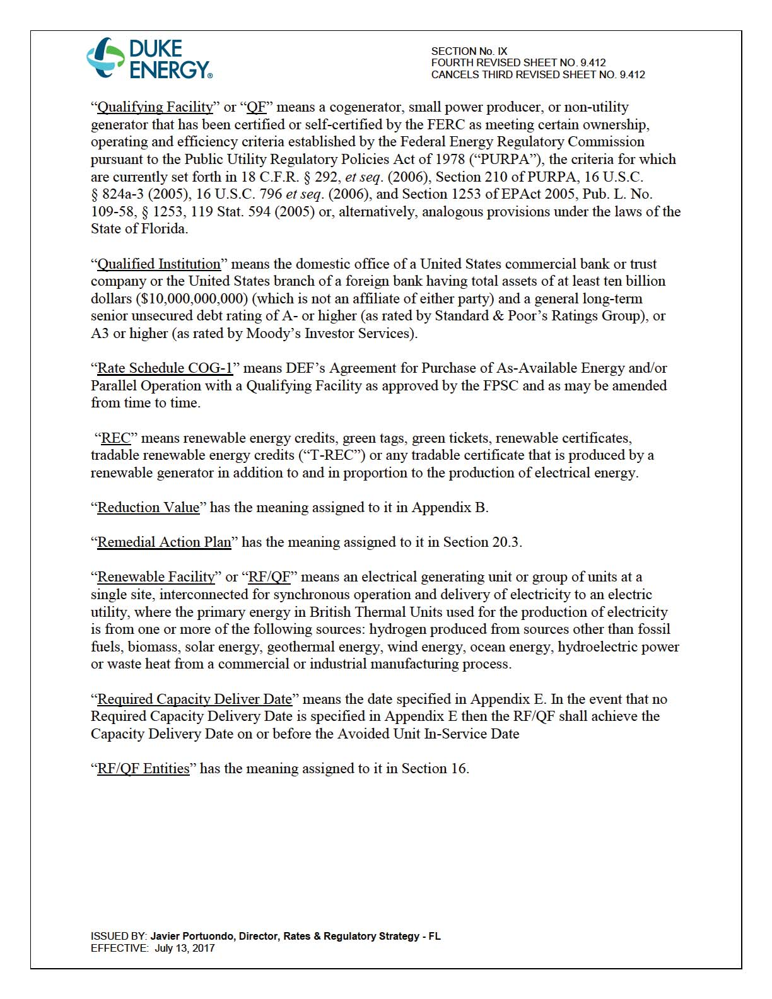 DUKE
ENERGY®
SECTION No. IX
FOURTH REVISED SHEET NO. 9.412
CANCELS THIRD REVISED SHEET NO. 9.412
“Qualifying Facility” or “QF” means a cogenerator, small power producer, or non-utility
generator that has been certified or self-certified by the FERC as meeting certain ownership,
operating and efficiency criteria established by the Federal Energy Regulatory Commission
pursuant to the Public Utility Regulatory Policies Act of 1978 (“PURPA”), the criteria for which
are currently set forth in 18 C.F.R. § 292, et seq. (2006), Section 210 of PURPA, 16 U.S.C.
§ 824a-3 (2005), 16 U.S.C. 796 et seq. (2006), and Section 1253 of EPAct 2005, Pub. L. No.
109-58, § 1253, 119 Stat. 594 (2005) or, alternatively, analogous provisions under the laws of the
State of Florida.
“Qualified Institution” means the domestic office of a United States commercial bank or trust
company or the United States branch of a foreign bank having total assets of at least ten billion
dollars ($10,000,000,000) (which is not an affiliate of either party) and a general long-term
senior unsecured debt rating of A- or higher (as rated by Standard & Poor’s Ratings Group), or
A3 or higher (as rated by Moody’s Investor Services).
“Rate Schedule COG-1” means DEF’s Agreement for Purchase of As-Available Energy and/or
Parallel Operation with a Qualifying Facility as approved by the FPSC and as may be amended
from time to time.
“REC” means renewable energy credits, green tags, green tickets, renewable certificates,
tradable renewable energy credits (“T-REC”) or any tradable certificate that is produced by a
renewable generator in addition to and in proportion to the production of electrical energy.
“Reduction Value” has the meaning assigned to it in Appendix B.
“Remedial Action Plan” has the meaning assigned to it in Section 20.3.
“Renewable Facility” or “RF/QF” means an electrical generating unit or group of units at a
single site, interconnected for synchronous operation and delivery of electricity to an electric
utility, where the primary energy in British Thermal Units used for the production of electricity
is from one or more of the following sources: hydrogen produced from sources other than fossil
fuels, biomass, solar energy, geothermal energy, wind energy, ocean energy, hydroelectric power
or waste heat from a commercial or industrial manufacturing process.
“Required Capacity Deliver Date” means the date specified in Appendix E. In the event that no
Required Capacity Delivery Date is specified in Appendix E then the RF/QF shall achieve the
Capacity Delivery Date on or before the Avoided Unit In-Service Date
“RF/QF Entities” has the meaning assigned to it in Section 16.
ISSUED BY: Javier Portuondo, Director, Rates & Regulatory Strategy - FL
EFFECTIVE: July 13, 2017